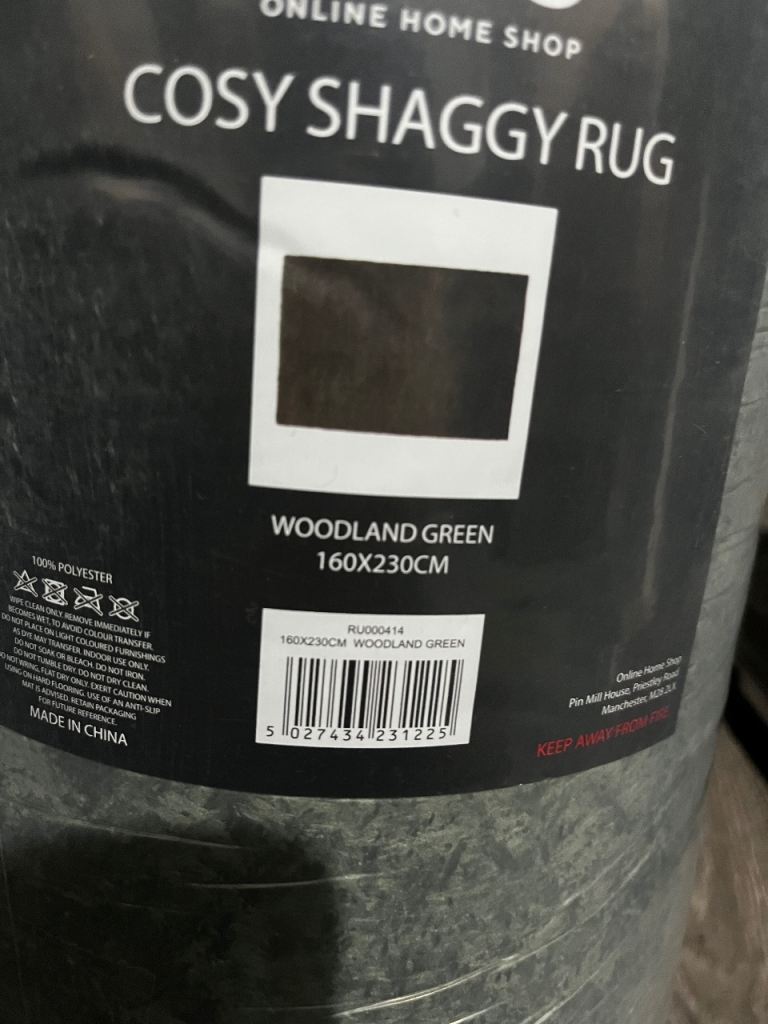 ONLINE HOME SHOP
COSY SHAGGY RUG
WOODLAND GREEN
160X230CM
100% POLYESTER
WIPE CLEAN ONLY. REMOVE IMMEDIATELY IF
BECOMES WET, TO AVOID COLOUR TRANSFER.
DO NOT PLACE ON LIGHT COLOURED FURNISHINGS
AS DYE MAY TRANSFER. INDOOR USE ONLY.
DO NOT SOAK OR BLEACH. DO NOT IRON.
DO NOT TUMBLE DRY. DO NOT DRY CLEAN.
DO NOT WRING. FLAT DRY ONLY. EXERT CAUTION WHEN
USING ON HARD FLOORING. USE OF AN ANTI-SLIP
MAT IS ADVISED. RETAIN PACKAGING
FOR FUTURE REFERENCE.
MADE IN CHINA
RU000414
160X230CM WOODLAND GREEN
5 027434 231225
Online Home Shop
Pin Mill House, Priestley Road
Manchester, M28 2LX
KEEP AWAY FROM FIRE